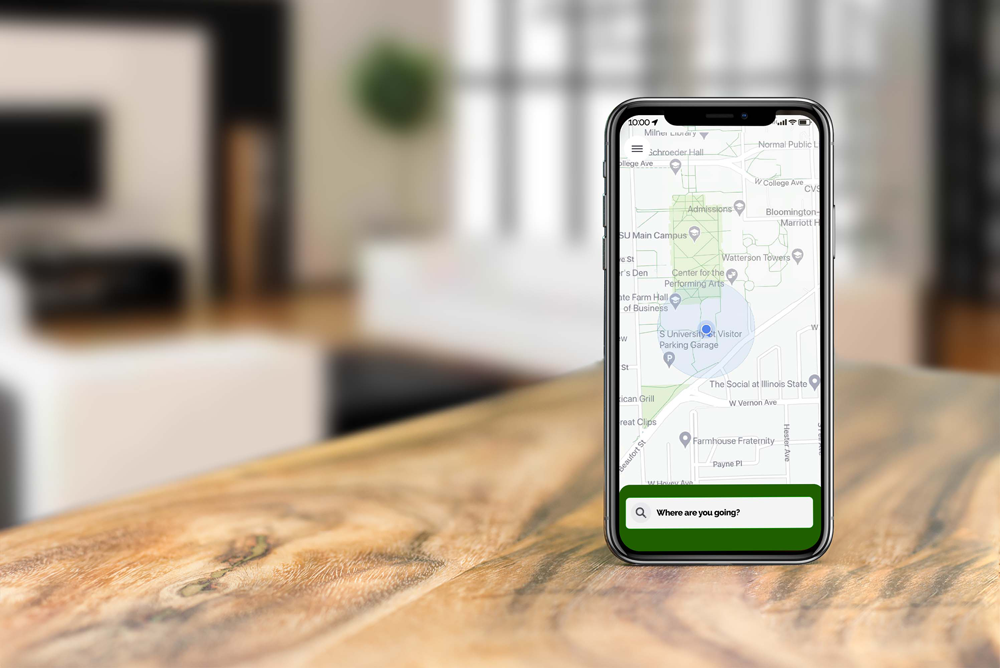 10:00
Milner Library
Schroeder Hall
Normal Public L
ollege Ave
W College Ave
CVS
Admissions
Bloomington-
Marriott H
SU Main Campus
e St
Watterson Towers
r's Den
Center for the
Performing Arts
ate Farm Hall
of Business
S University at Visitor
Parking Garage
P
W
St
The Social at Illinois State
ican Grill
W Vernon Ave
reat Clips
Hester Ave
Farmhouse Fraternity
Beaufort St
Payne Pl
W Hovey Ave
Where are you going?